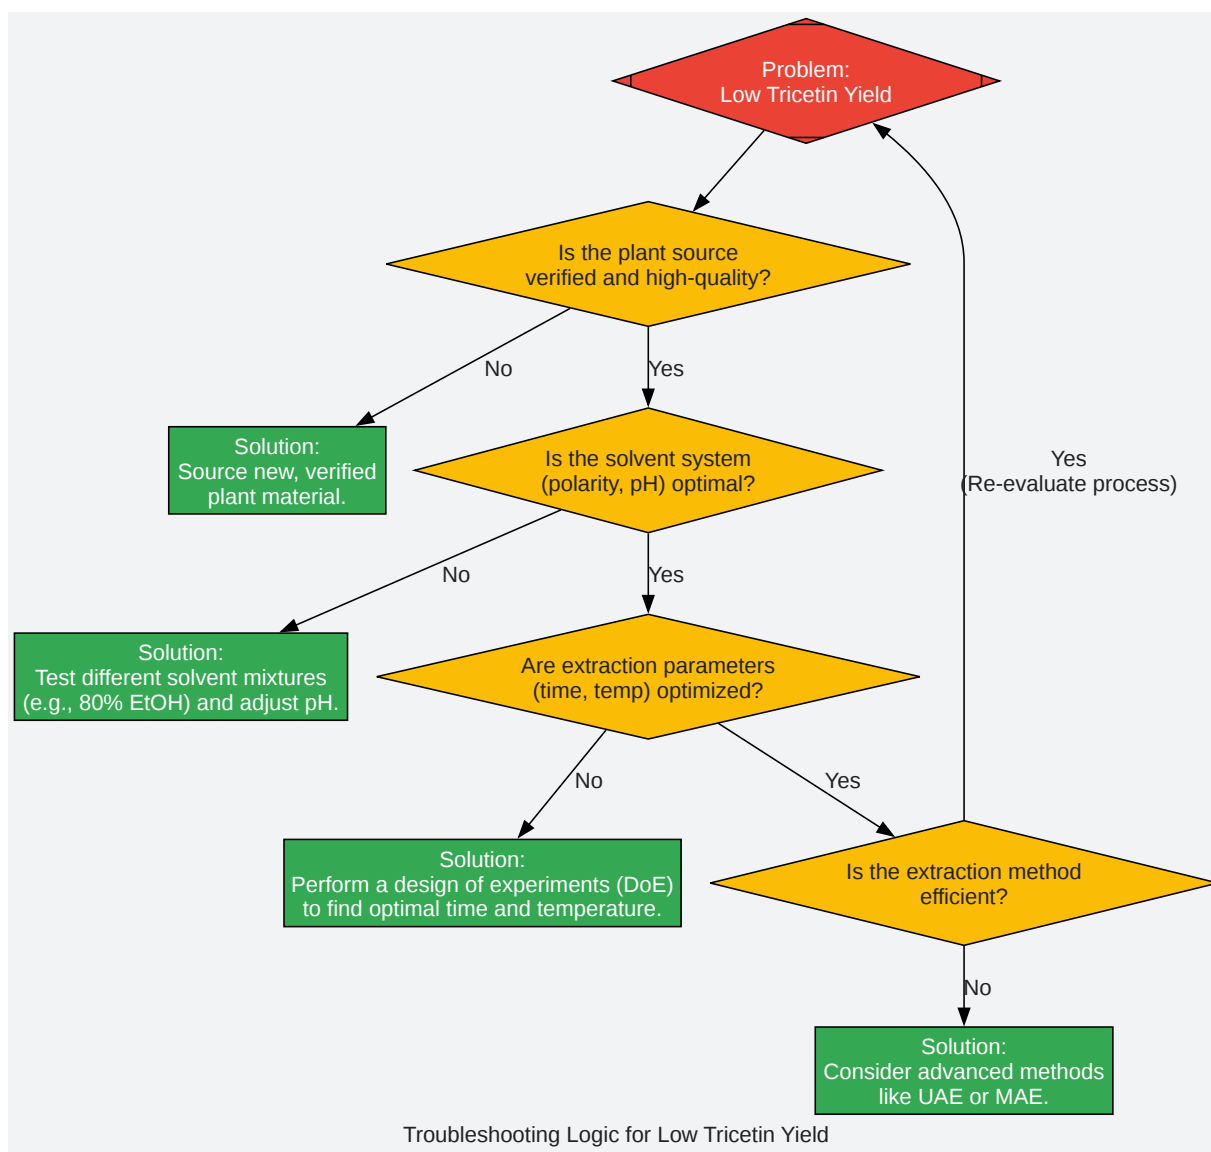 Problem:
Low Tricetin Yield
Is the plant source
verified and high-quality?
No
Yes
Solution:
Source new, verified
plant material.
Is the solvent system
(polarity, pH) optimal?
Yes
(Re-evaluate process)
No
Yes
Solution:
Test different solvent mixtures
(e.g., 80% EtOH) and adjust pH.
Are extraction parameters
(time, temp) optimized?
No
Yes
Solution:
Perform a design of experiments (DoE)
to find optimal time and temperature.
Is the extraction method
efficient?
No
Solution:
Consider advanced methods
like UAE or MAE.
Troubleshooting Logic for Low Tricetin Yield